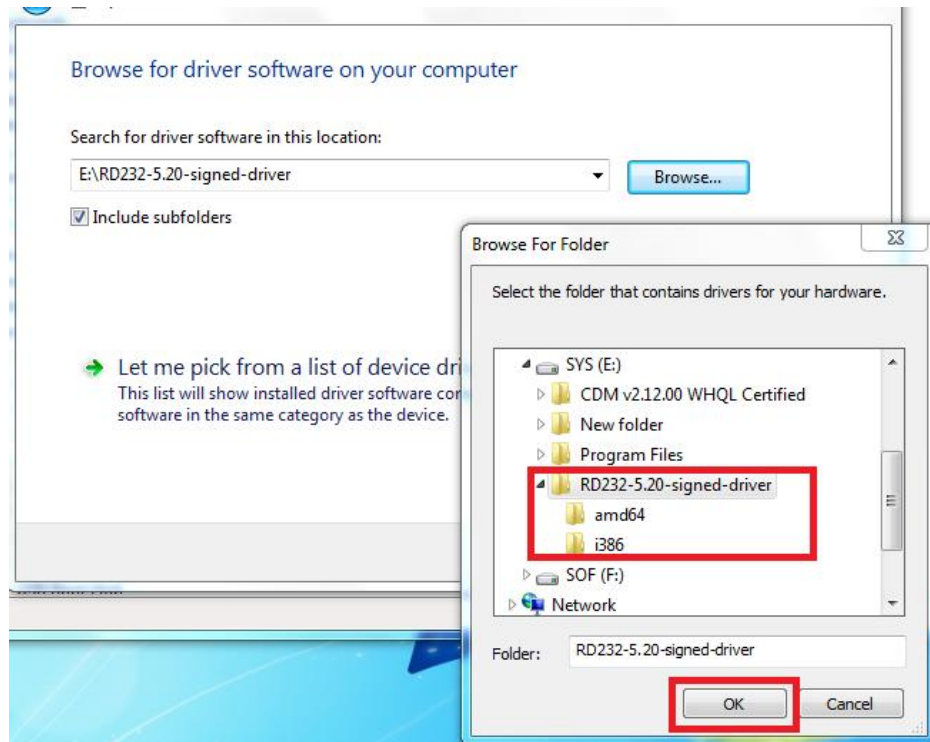 Browse for driver software on your computer
Search for driver software in this location:
E:\RD232-5.20-signed-driver
Browse...
Include subfolders
Let me pick from a list of device dri
This list will show installed driver software cor
software in the same category as the device.
Browse For Folder
Select the folder that contains drivers for your hardware.
SYS (E:)
CDM v2.12.00 WHQL Certified
New folder
Program Files
RD232-5.20-signed-driver
amd64
i386
SOF (F:)
Network
Folder:
RD232-5.20-signed-driver
OK
Cancel